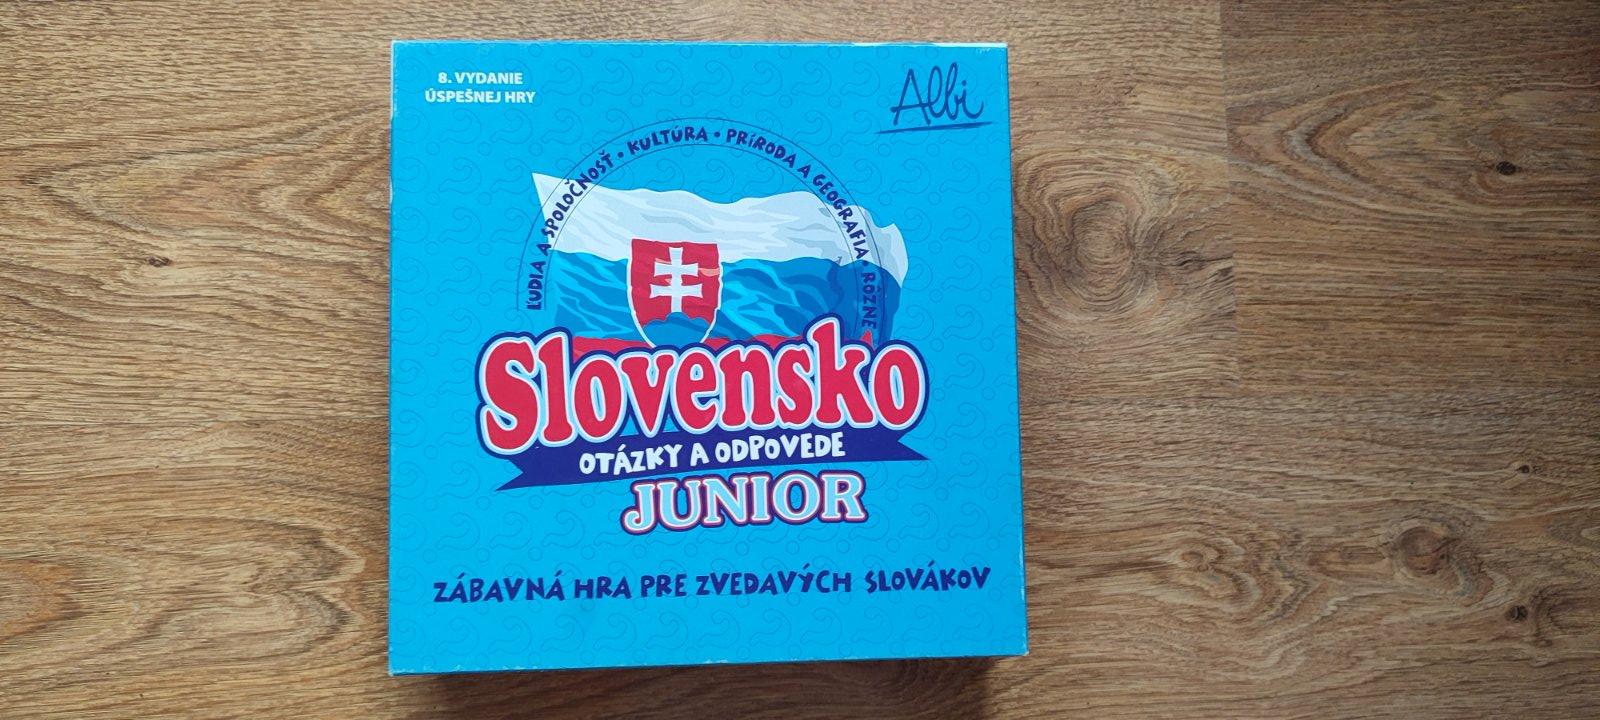 8. VYDANIE
ÚSPEŠNEJ HRY
Albi
ĽUDIA A SPOLOČNOSŤ • KULTÚRA • PRÍRODA A GEOGRAFIA • RÔZNE
Slovensko
OTÁZKY A ODPOVEDE
JUNIOR
ZÁBAVNÁ HRA PRE ZVEDAVÝCH SLOVÁKOV